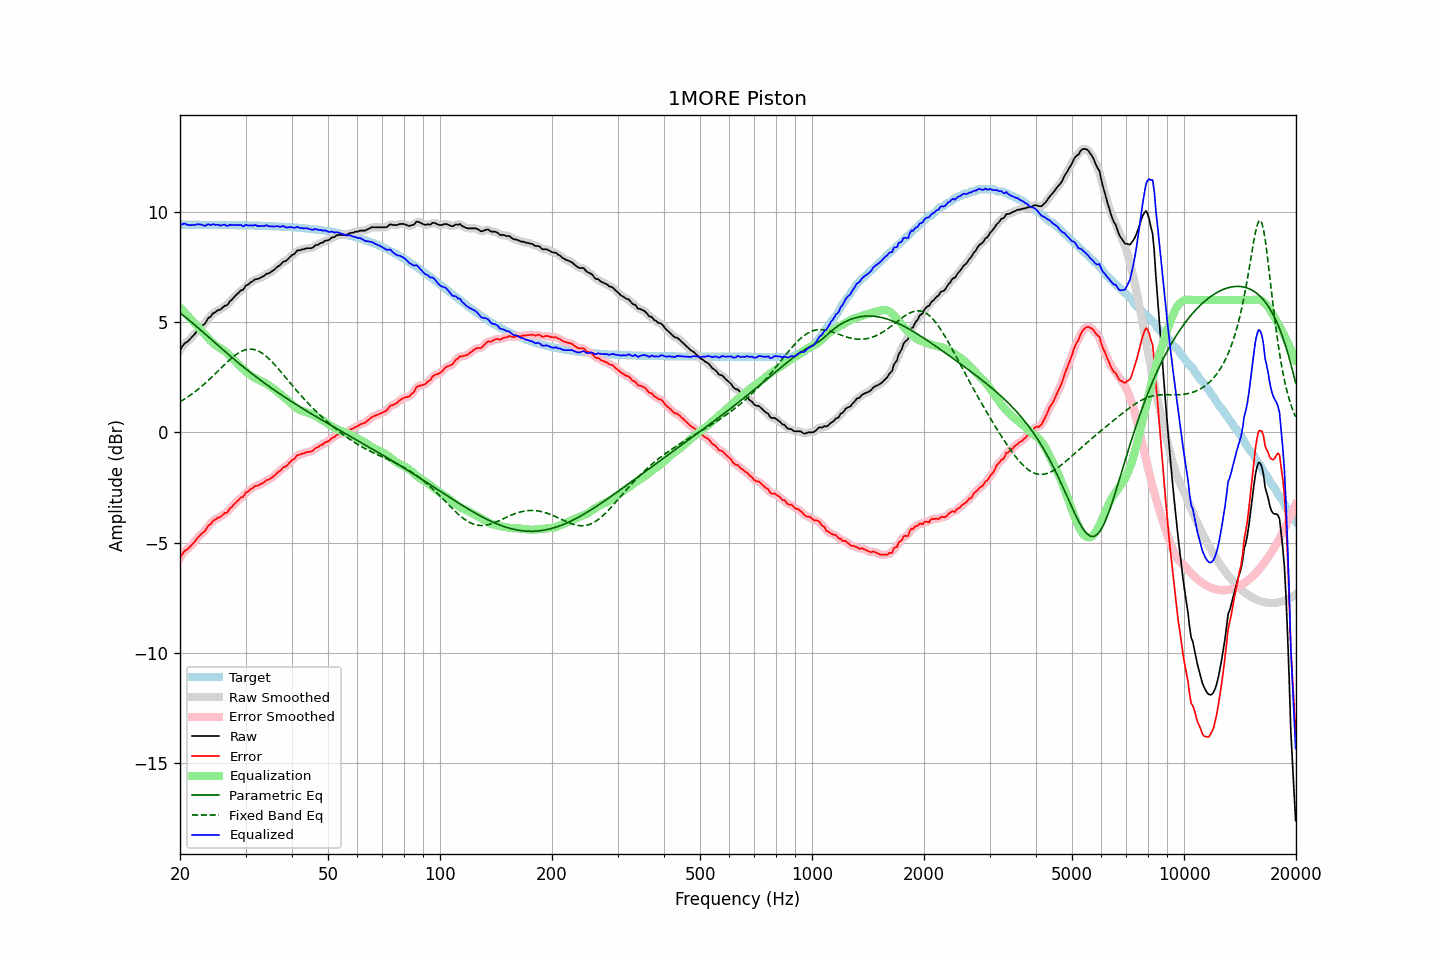 1MORE Piston
Amplitude (dBr)
10
5
0
−5
−10
−15
Target
Raw Smoothed
Error Smoothed
Raw
Error
Equalization
Parametric Eq
Fixed Band Eq
Equalized
20 50 100 200 500 1000 2000 5000 10000 20000
Frequency (Hz)